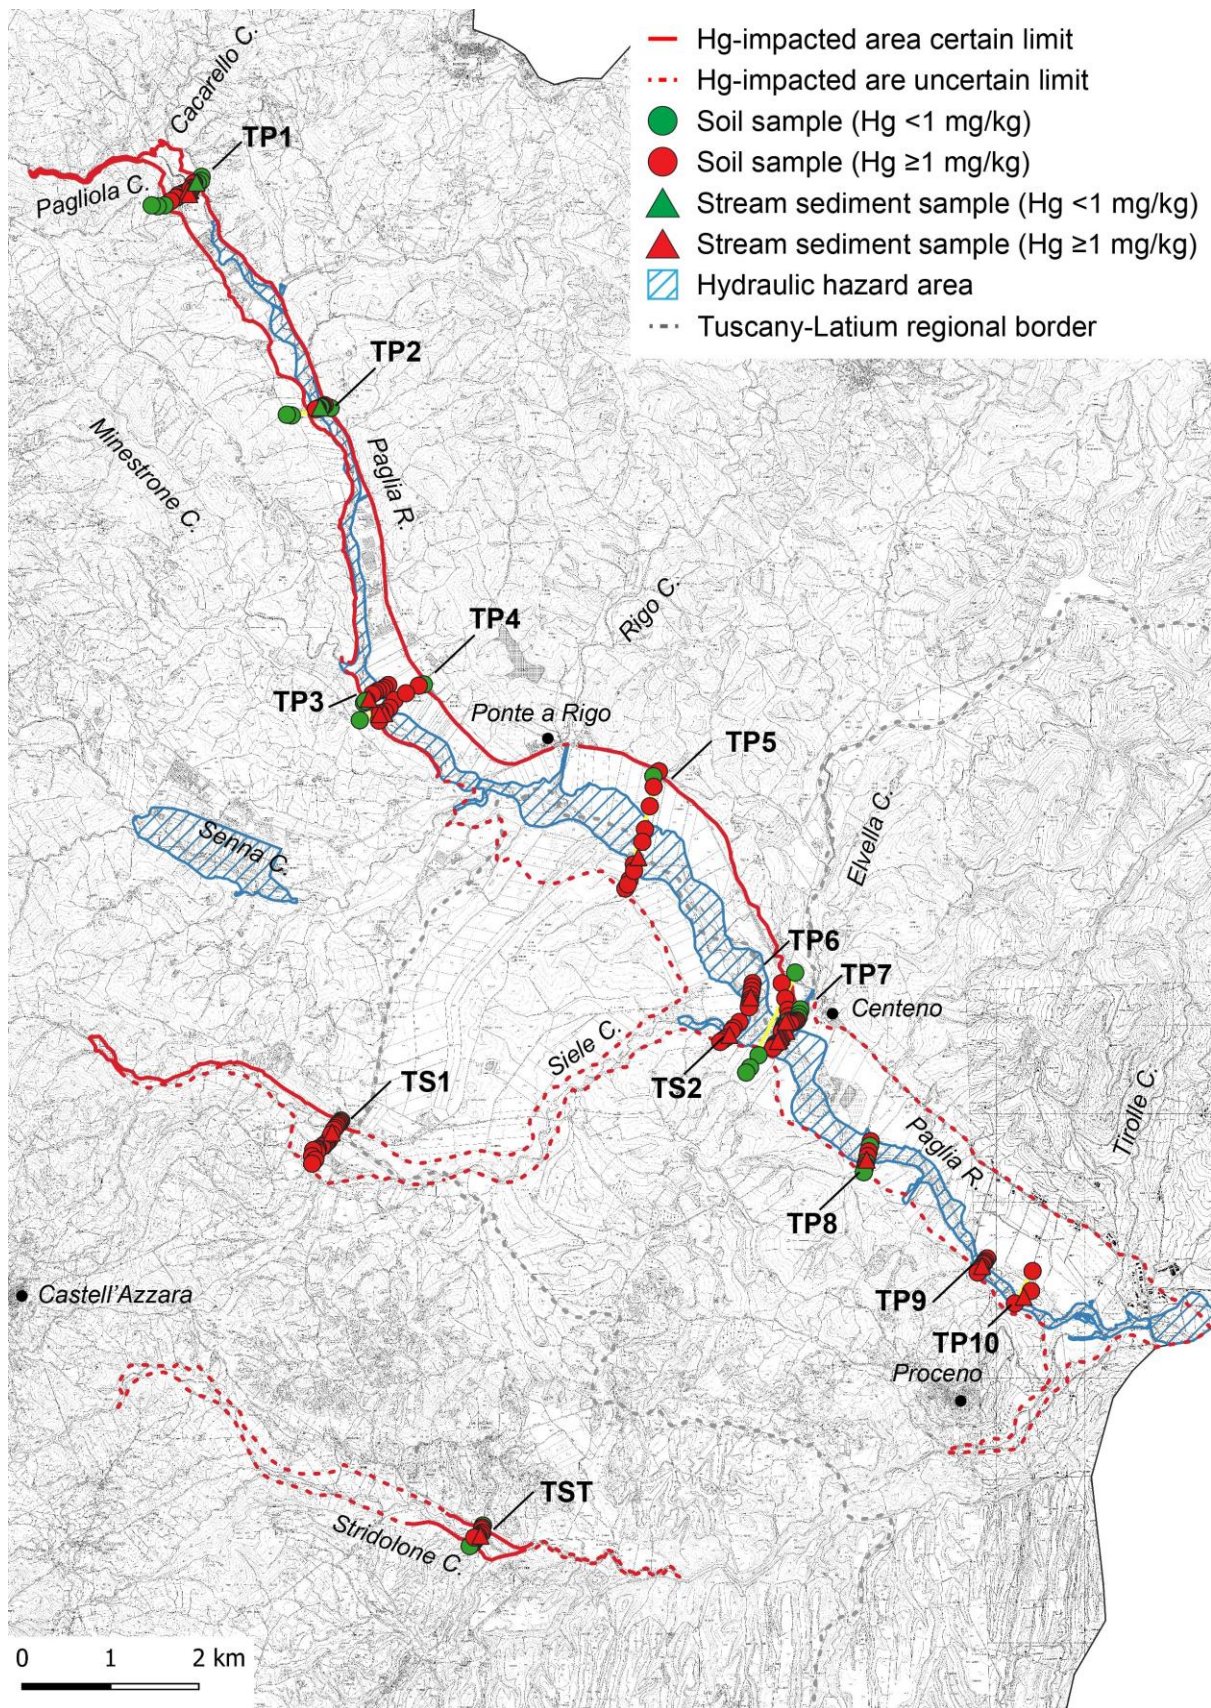 Hg-impacted area certain limit
Hg-impacted are uncertain limit
Soil sample (Hg <1 mg/kg)
Soil sample (Hg ≥1 mg/kg)
Stream sediment sample (Hg <1 mg/kg)
Stream sediment sample (Hg ≥1 mg/kg)
Hydraulic hazard area
Tuscany-Latium regional border
Cacarello C.
TP1
Pagliola C.
TP2
Minestrone C.
Paglia R.
Rigo C.
TP4
TP3
Ponte a Rigo
TP5
Elvella C.
Senna C.
TP6
TP7
Centeno
Siele C.
TS1
TS2
Tirolle C.
Paglia R.
TP8
Castell'Azzara
TP9
TP10
Proceno
TST
Stridolone C.
0 1 2 km